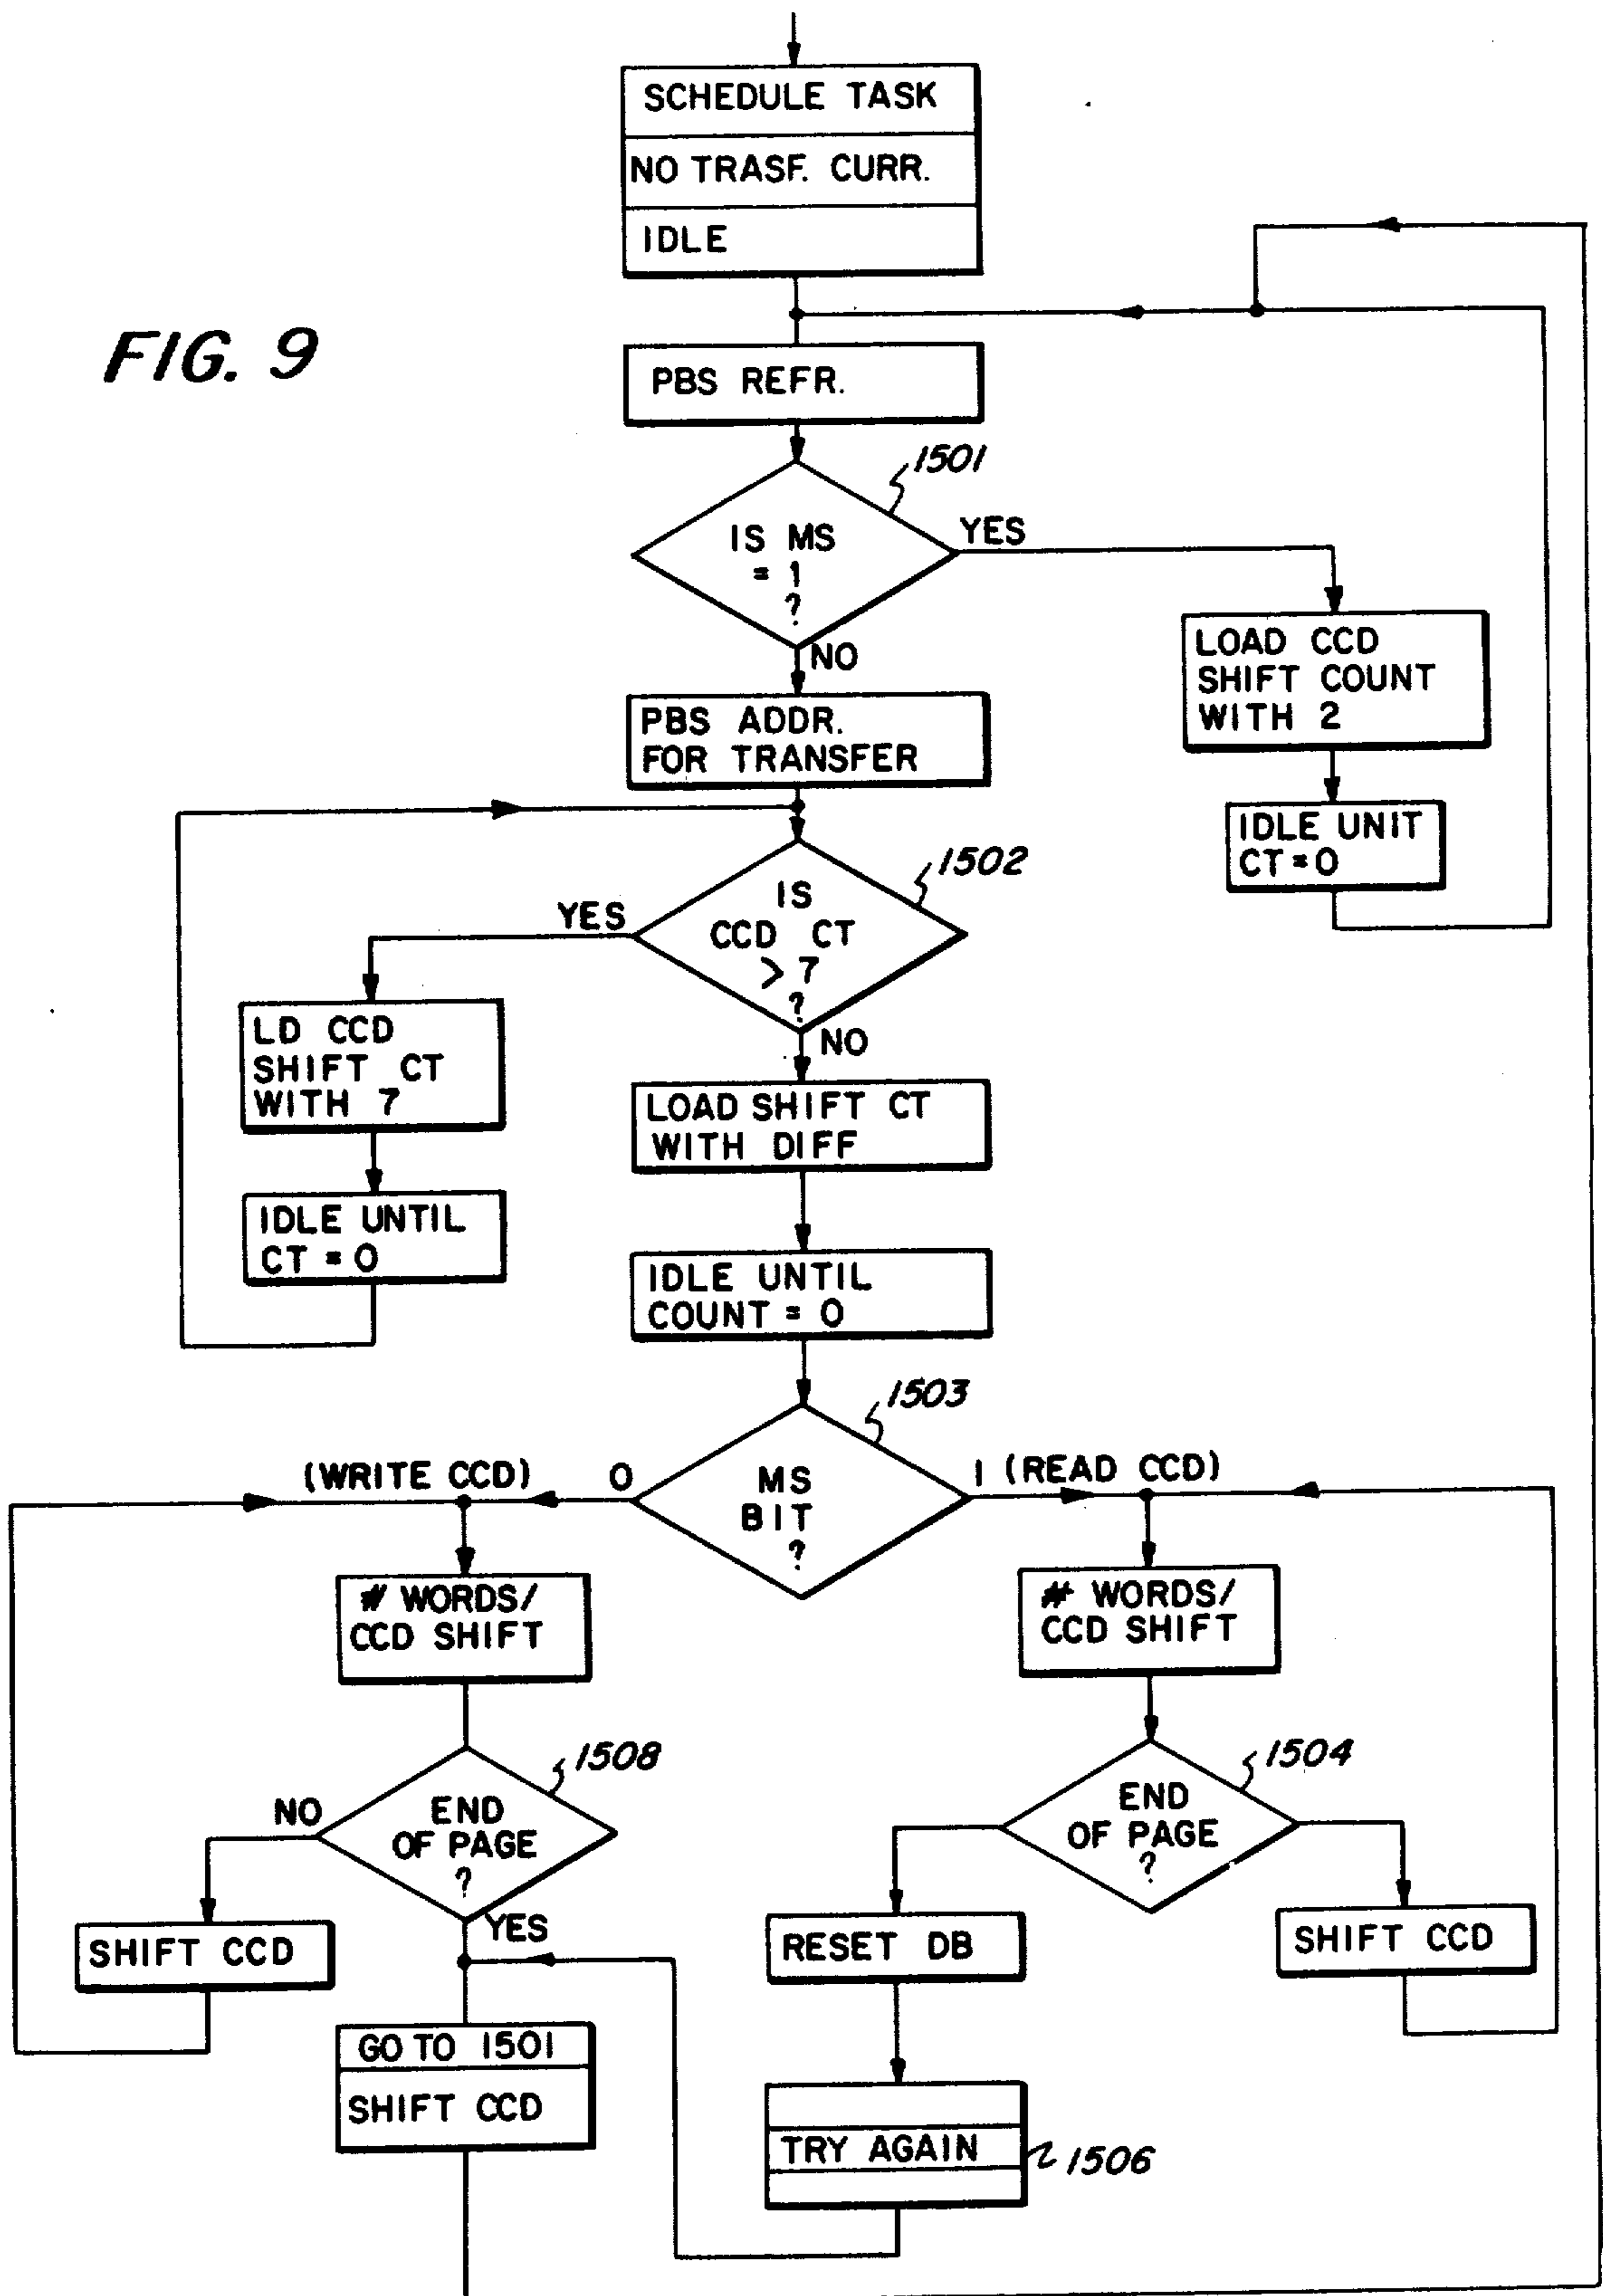 SCHEDULE TASK
NO TRASF. CURR.
IDLE
FIG. 9
PBS REFR.
1501
IS MS
= 1
?
YES
NO
LOAD CCD
SHIFT COUNT
WITH 2
PBS ADDR.
FOR TRANSFER
IDLE UNIT
CT = 0
1502
IS
CCD CT
> 7
?
YES
NO
LD CCD
SHIFT CT
WITH 7
LOAD SHIFT CT
WITH DIFF
IDLE UNTIL
CT = 0
IDLE UNTIL
COUNT = 0
1503
(WRITE CCD)
0
MS
BIT
?
1 (READ CCD)
# WORDS/
CCD SHIFT
# WORDS/
CCD SHIFT
1508
NO
END
OF PAGE
?
YES
1504
END
OF PAGE
?
SHIFT CCD
RESET DB
SHIFT CCD
GO TO 1501
SHIFT CCD
TRY AGAIN
1506